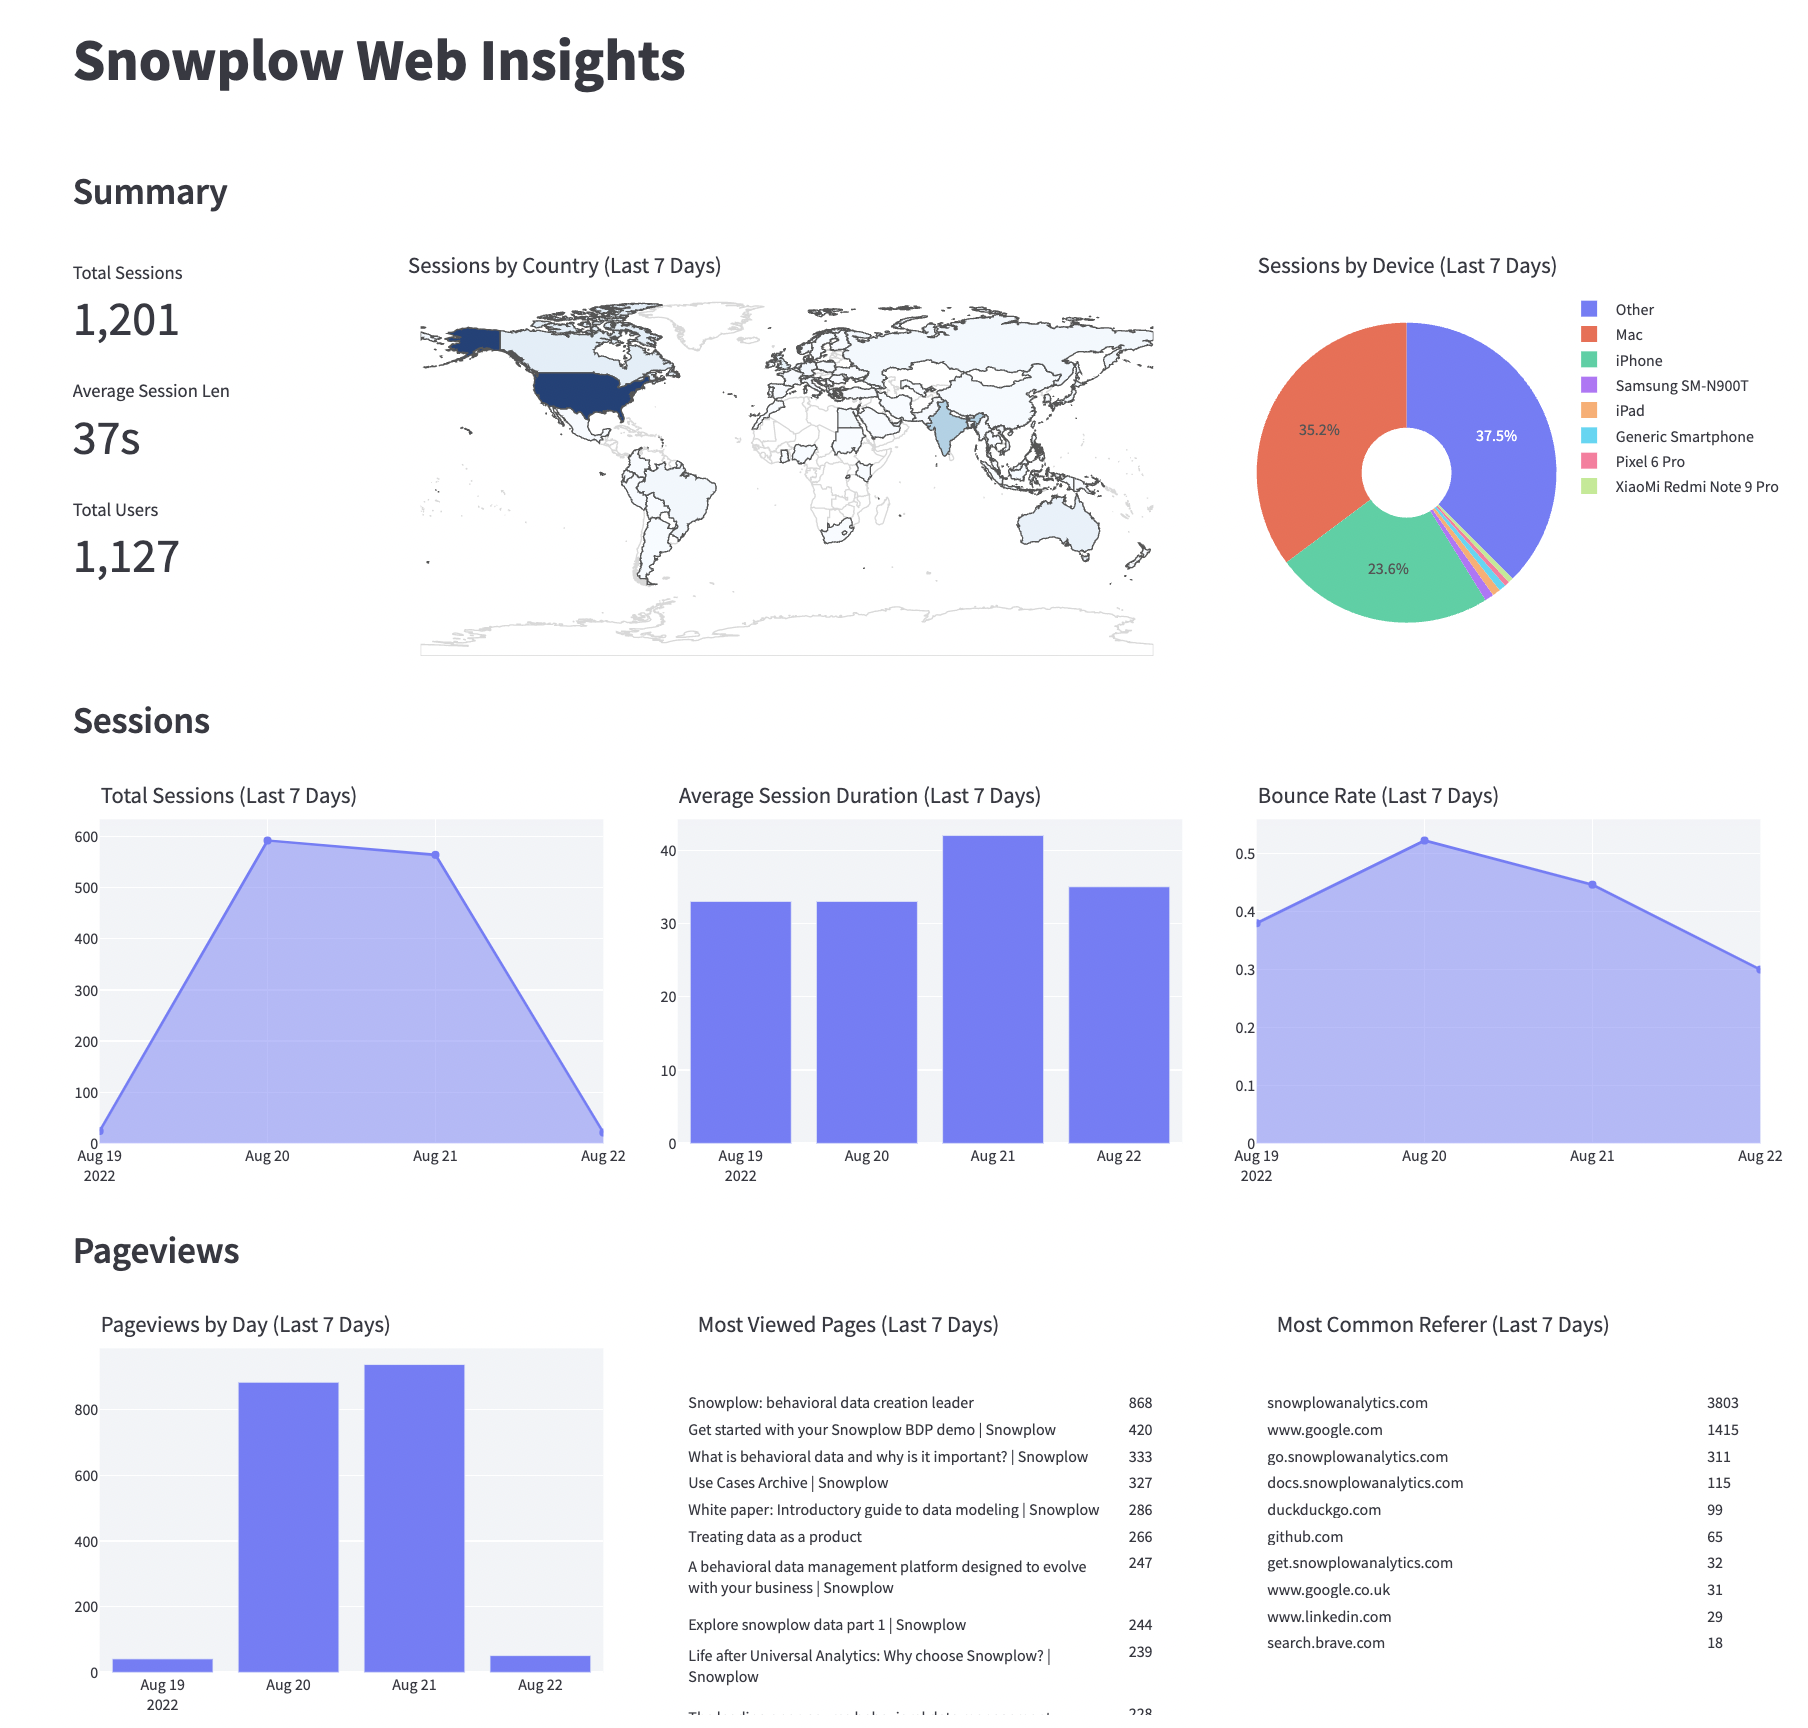 Snowplow Web Insights
Summary
Total Sessions
1,201
Average Session Len
37s
Total Users
1,127
Sessions by Country (Last 7 Days)
Sessions by Device (Last 7 Days)
37.5%
35.2%
23.6%
Other
Mac
iPhone
Samsung SM-N900T
iPad
Generic Smartphone
Pixel 6 Pro
XiaoMi Redmi Note 9 Pro
Sessions
Total Sessions (Last 7 Days)
600
500
400
300
200
100
0
Aug 19
2022
Aug 20
Aug 21
Aug 22
Average Session Duration (Last 7 Days)
40
30
20
10
0
Aug 19
2022
Aug 20
Aug 21
Aug 22
Bounce Rate (Last 7 Days)
0.5
0.4
0.3
0.2
0.1
0
Aug 19
2022
Aug 20
Aug 21
Aug 22
Pageviews
Pageviews by Day (Last 7 Days)
800
600
400
200
0
Aug 19
2022
Aug 20
Aug 21
Aug 22
Most Viewed Pages (Last 7 Days)
Snowplow: behavioral data creation leader 868
Get started with your Snowplow BDP demo | Snowplow 420
What is behavioral data and why is it important? | Snowplow 333
Use Cases Archive | Snowplow 327
White paper: Introductory guide to data modeling | Snowplow 286
Treating data as a product 266
A behavioral data management platform designed to evolve 247
with your business | Snowplow
Explore snowplow data part 1 | Snowplow 244
Life after Universal Analytics: Why choose Snowplow? | 239
Snowplow
228
Most Common Referer (Last 7 Days)
snowplowanalytics.com 3803
www.google.com 1415
go.snowplowanalytics.com 311
docs.snowplowanalytics.com 115
duckduckgo.com 99
github.com 65
get.snowplowanalytics.com 32
www.google.co.uk 31
www.linkedin.com 29
search.brave.com 18